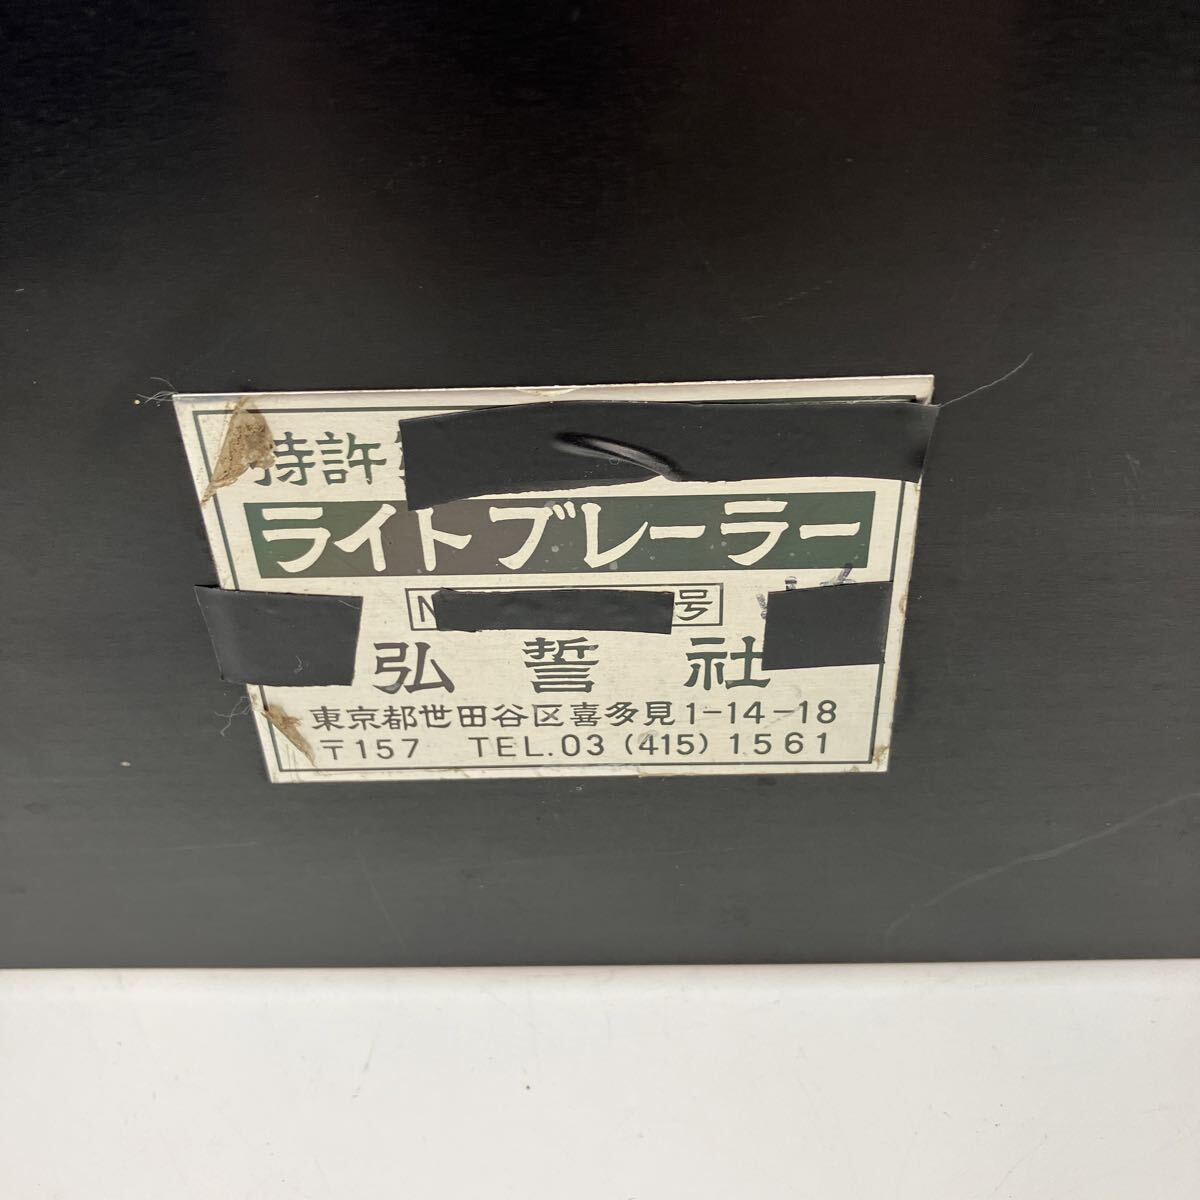 特許
ライトブレーラー
N 号
弘誓社
東京都世田谷区喜多見1-14-18
〒157 TEL.03 (415) 1561